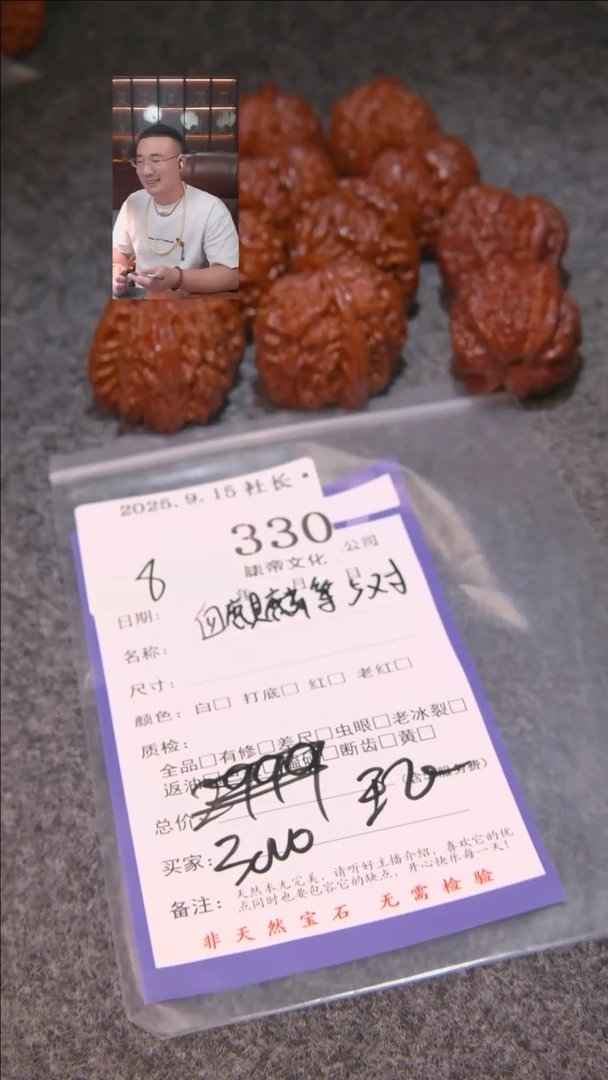 2025.9.15 社长
330
公司
8
日期:
月 日
名称:
等5对
尺寸:
颜色: 白□ 打底□ 红□ 老红□
质检:
全品□有修□差尺□虫眼□老冰裂□
返油 断齿□黄□
总价 3999
买家: 3000
备注: 天然本无完美, 请听好主播介绍, 喜欢它的优
点同时也要包容它的缺点, 开心快乐每一天!
非天然宝石 无需检验